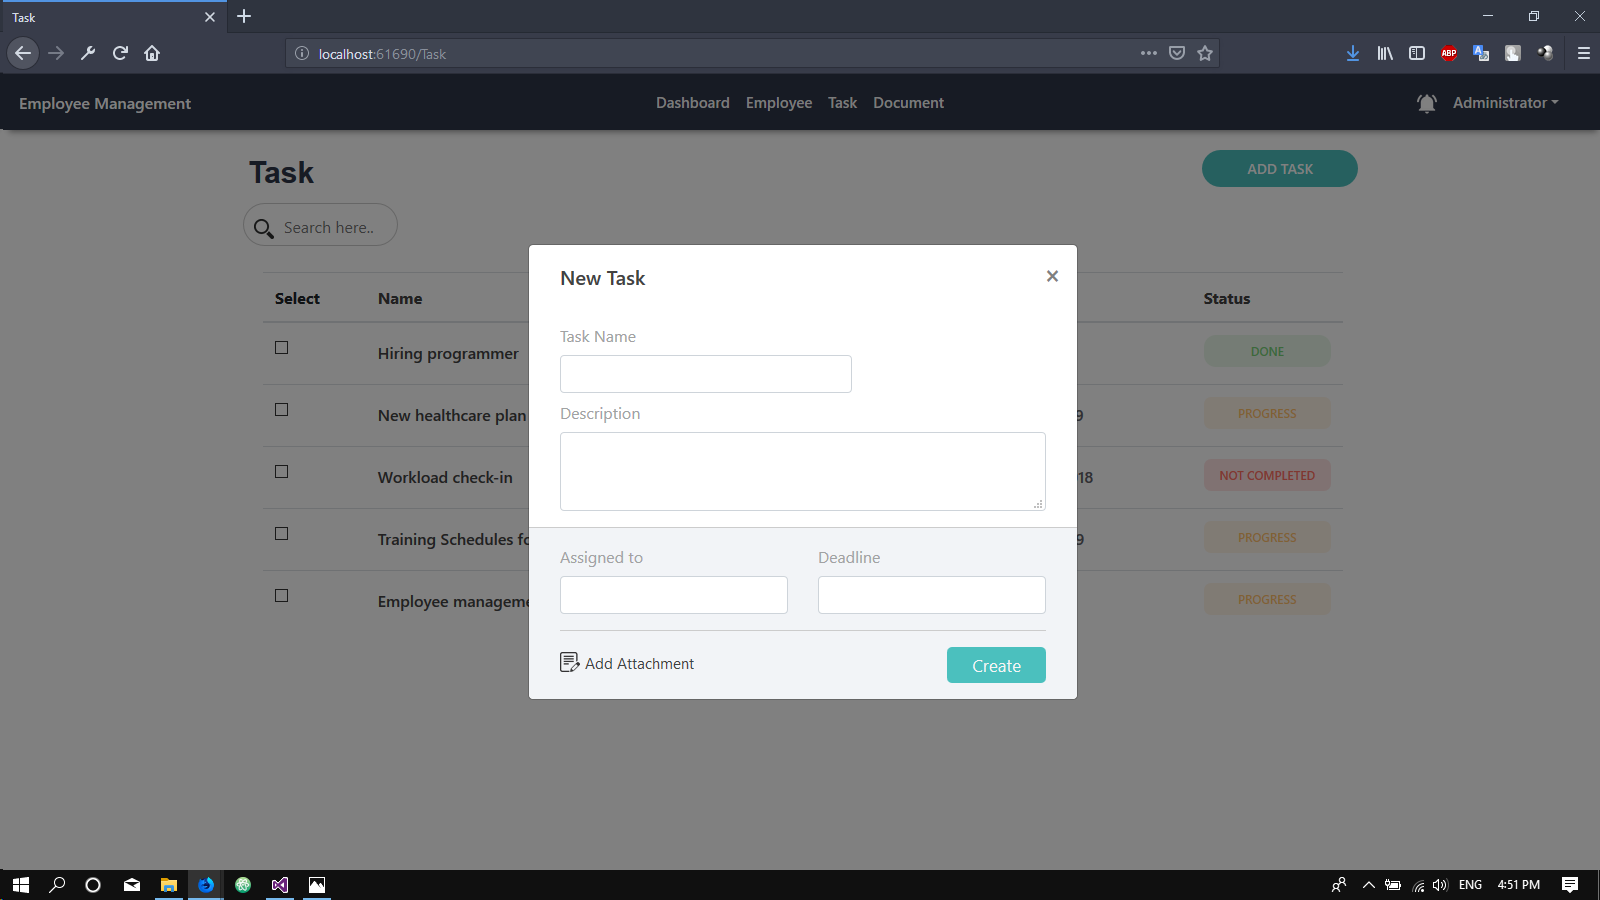 Task
localhost:61690/Task
ABP
Employee Management
Dashboard Employee Task Document
Administrator
Task
ADD TASK
Search here..
Select Name Status
Hiring programmer DONE
New healthcare plan 9 PROGRESS
Workload check-in 18 NOT COMPLETED
Training Schedules 9 PROGRESS
Employee PROGRESS
New Task
×
Task Name
Description
Assigned to Deadline
Add Attachment Create
ENG 4:51 PM